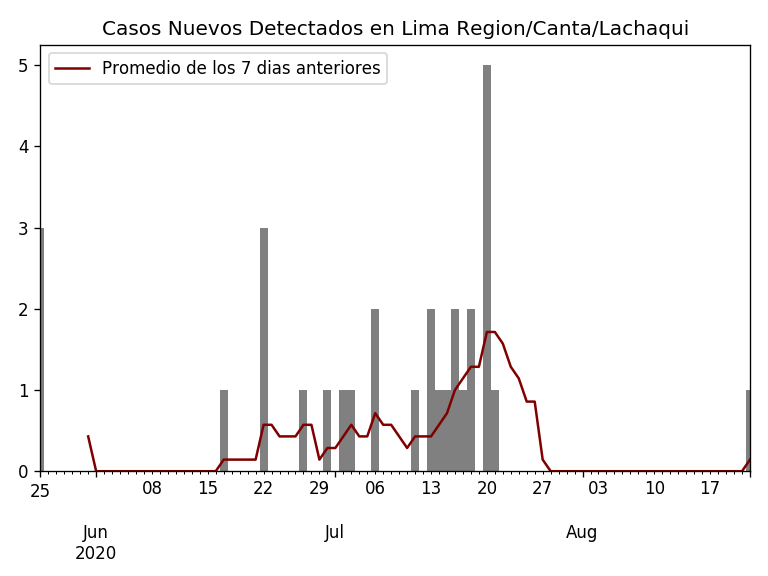 Casos Nuevos Detectados en Lima Region/Canta/Lachaqui
Promedio de los 7 dias anteriores
5
4
3
2
1
0
25 08 15 22 29 06 13 20 27 03 10 17
Jun Jul Aug
2020